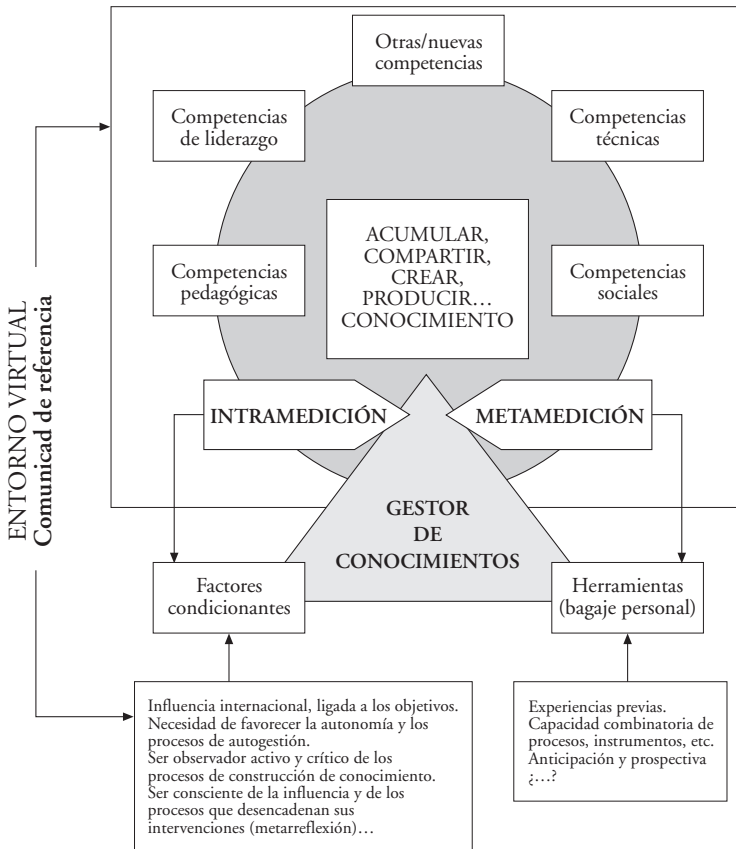 Otras/nuevas
competencias
Competencias
de liderazgo
Competencias
técnicas
ACUMULAR,
COMPARTIR,
CREAR,
PRODUCIR…
CONOCIMIENTO
Competencias
pedagógicas
Competencias
sociales
ENTORNO VIRTUAL
Comunicad de referencia
INTRAMEDICIÓN
METAMEDICIÓN
GESTOR
DE
CONOCIMIENTOS
Factores
condicionantes
Herramientas
(bagaje personal)
Influencia internacional, ligada a los objetivos.
Necesidad de favorecer la autonomía y los
procesos de autogestión.
Ser observador activo y crítico de los
procesos de construcción de conocimiento.
Ser consciente de la influencia y de los
procesos que desencadenan sus
intervenciones (metarreflexión)…
Experiencias previas.
Capacidad combinatoria de
procesos, instrumentos, etc.
Anticipación y prospectiva
¿…?